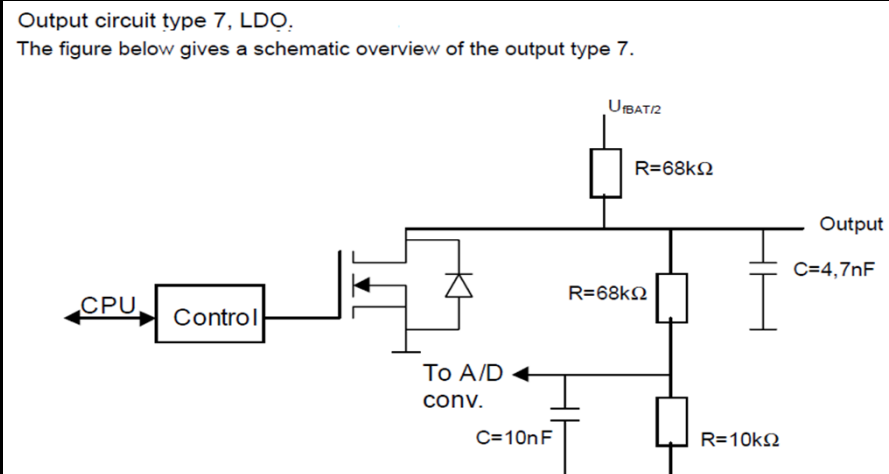 Output circuit type 7, LDO.
The figure below gives a schematic overview of the output type 7.
UfBAT/2
R=68kΩ
Output
C=4,7nF
R=68kΩ
CPU
Control
To A/D
conv.
C=10nF
R=10kΩ